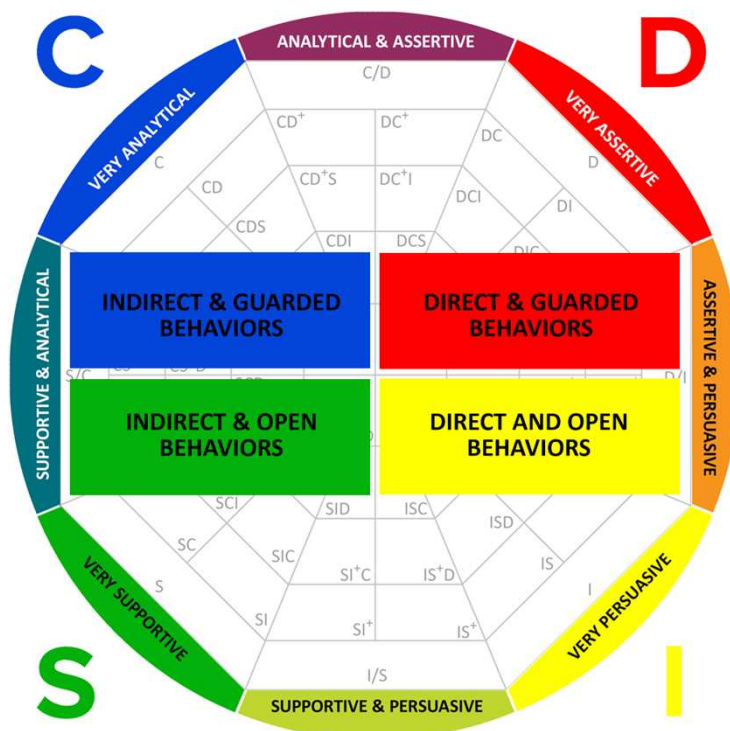 C
D
ANALYTICAL & ASSERTIVE
C/D
VERY ANALYTICAL
VERY ASSERTIVE
CD⁺
DC⁺
DC
C
D
CD
CD⁺S
DC⁺I
DCI
DI
CDS
CDI
DCS
SUPPORTIVE & ANALYTICAL
ASSERTIVE & PERSUASIVE
INDIRECT & GUARDED
BEHAVIORS
DIRECT & GUARDED
BEHAVIORS
S/C
D/I
INDIRECT & OPEN
BEHAVIORS
DIRECT AND OPEN
BEHAVIORS
SCI
SID
ISC
ISD
SC
SIC
SI⁺C
IS⁺D
IS
S
I
SI
SI⁺
IS⁺
VERY SUPPORTIVE
VERY PERSUASIVE
I/S
S
I
SUPPORTIVE & PERSUASIVE